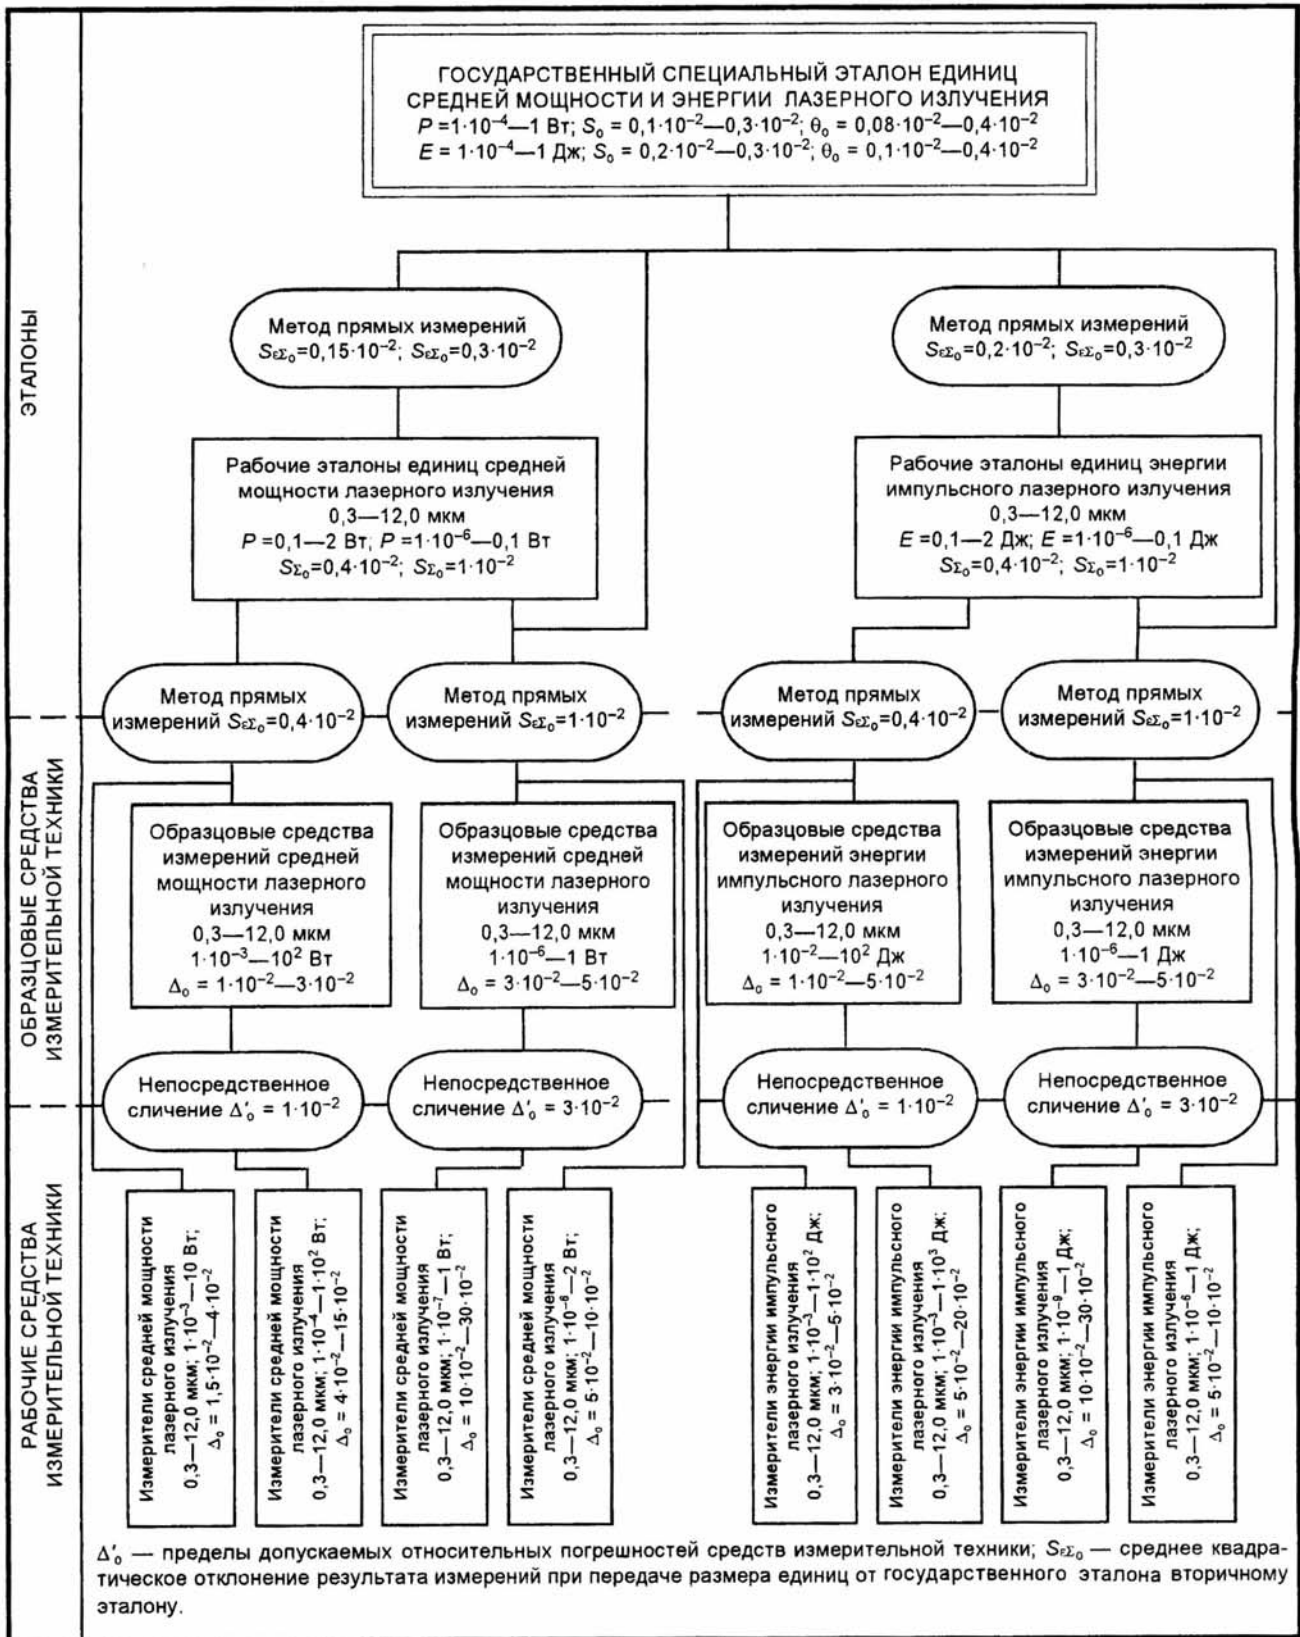 ГОСУДАРСТВЕННЫЙ СПЕЦИАЛЬНЫЙ ЭТАЛОН ЕДИНИЦ
СРЕДНЕЙ МОЩНОСТИ И ЭНЕРГИИ ЛАЗЕРНОГО ИЗЛУЧЕНИЯ
P =1·10⁻⁴—1 Вт; S₀ = 0,1·10⁻²—0,3·10⁻²; θ₀ = 0,08·10⁻²—0,4·10⁻²
E = 1·10⁻⁴—1 Дж; S₀ = 0,2·10⁻²—0,3·10⁻²; θ₀ = 0,1·10⁻²—0,4·10⁻²
ЭТАЛОНЫ
Метод прямых измерений
SεΣ₀=0,15·10⁻²; SεΣ₀=0,3·10⁻²
Метод прямых измерений
SεΣ₀=0,2·10⁻²; SεΣ₀=0,3·10⁻²
Рабочие эталоны единиц средней
мощности лазерного излучения
0,3—12,0 мкм
P =0,1—2 Вт; P =1·10⁻⁶—0,1 Вт
SΣ₀=0,4·10⁻²; SΣ₀=1·10⁻²
Рабочие эталоны единиц энергии
импульсного лазерного излучения
0,3—12,0 мкм
E =0,1—2 Дж; E =1·10⁻⁶—0,1 Дж
SΣ₀=0,4·10⁻²; SΣ₀=1·10⁻²
Метод прямых
измерений SεΣ₀=0,4·10⁻²
Метод прямых
измерений SεΣ₀=1·10⁻²
Метод прямых
измерений SεΣ₀=0,4·10⁻²
Метод прямых
измерений SεΣ₀=1·10⁻²
ОБРАЗЦОВЫЕ СРЕДСТВА
ИЗМЕРИТЕЛЬНОЙ ТЕХНИКИ
Образцовые средства
измерений средней
мощности лазерного
излучения
0,3—12,0 мкм
1·10⁻³—10² Вт
Δ₀ = 1·10⁻²—3·10⁻²
Образцовые средства
измерений средней
мощности лазерного
излучения
0,3—12,0 мкм
1·10⁻⁶—1 Вт
Δ₀ = 3·10⁻²—5·10⁻²
Образцовые средства
измерений энергии
импульсного лазерного
излучения
0,3—12,0 мкм
1·10⁻²—10² Дж
Δ₀ = 1·10⁻²—5·10⁻²
Образцовые средства
измерений энергии
импульсного лазерного
излучения
0,3—12,0 мкм
1·10⁻⁶—1 Дж
Δ₀ = 3·10⁻²—5·10⁻²
Непосредственное
сличение Δ′₀ = 1·10⁻²
Непосредственное
сличение Δ′₀ = 3·10⁻²
Непосредственное
сличение Δ′₀ = 1·10⁻²
Непосредственное
сличение Δ′₀ = 3·10⁻²
РАБОЧИЕ СРЕДСТВА
ИЗМЕРИТЕЛЬНОЙ ТЕХНИКИ
Измерители средней мощности
лазерного излучения
0,3—12,0 мкм; 1·10⁻³—10 Вт;
Δ₀ = 1,5·10⁻²—4·10⁻²
Измерители средней мощности
лазерного излучения
0,3—12,0 мкм; 1·10⁻⁴—1·10² Вт;
Δ₀ = 4·10⁻²—15·10⁻²
Измерители средней мощности
лазерного излучения
0,3—12,0 мкм; 1·10⁻⁷—1 Вт;
Δ₀ = 10·10⁻²—30·10⁻²
Измерители средней мощности
лазерного излучения
0,3—12,0 мкм; 1·10⁻⁶—2 Вт;
Δ₀ = 5·10⁻²—10·10⁻²
Измерители энергии импульсного
лазерного излучения
0,3—12,0 мкм; 1·10⁻³—1·10² Дж;
Δ₀ = 3·10⁻²—5·10⁻²
Измерители энергии импульсного
лазерного излучения
0,3—12,0 мкм; 1·10⁻³—1·10³ Дж;
Δ₀ = 5·10⁻²—20·10⁻²
Измерители энергии импульсного
лазерного излучения
0,3—12,0 мкм; 1·10⁻⁹—1 Дж;
Δ₀ = 10·10⁻²—30·10⁻²
Измерители энергии импульсного
лазерного излучения
0,3—12,0 мкм; 1·10⁻⁶—1 Дж;
Δ₀ = 5·10⁻²—10·10⁻²
Δ′₀ — пределы допускаемых относительных погрешностей средств измерительной техники; SεΣ₀ — среднее квадра-
тическое отклонение результата измерений при передаче размера единиц от государственного эталона вторичному
эталону.